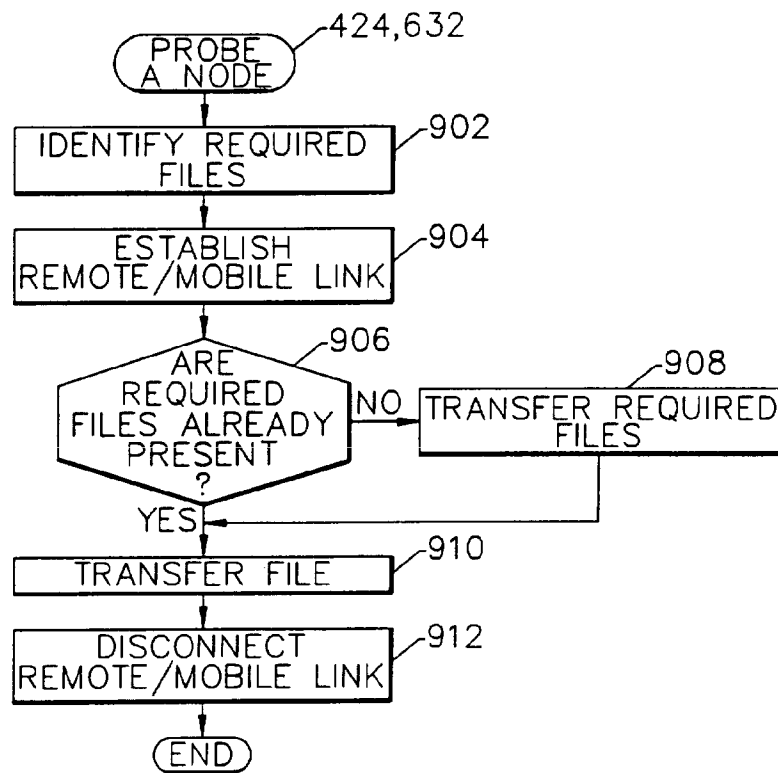 424,632
PROBE
A NODE
902
IDENTIFY REQUIRED
FILES
904
ESTABLISH
REMOTE/MOBILE LINK
906
ARE
REQUIRED
FILES ALREADY
PRESENT
?
NO
908
TRANSFER REQUIRED
FILES
YES
910
TRANSFER FILE
912
DISCONNECT
REMOTE/MOBILE LINK
END